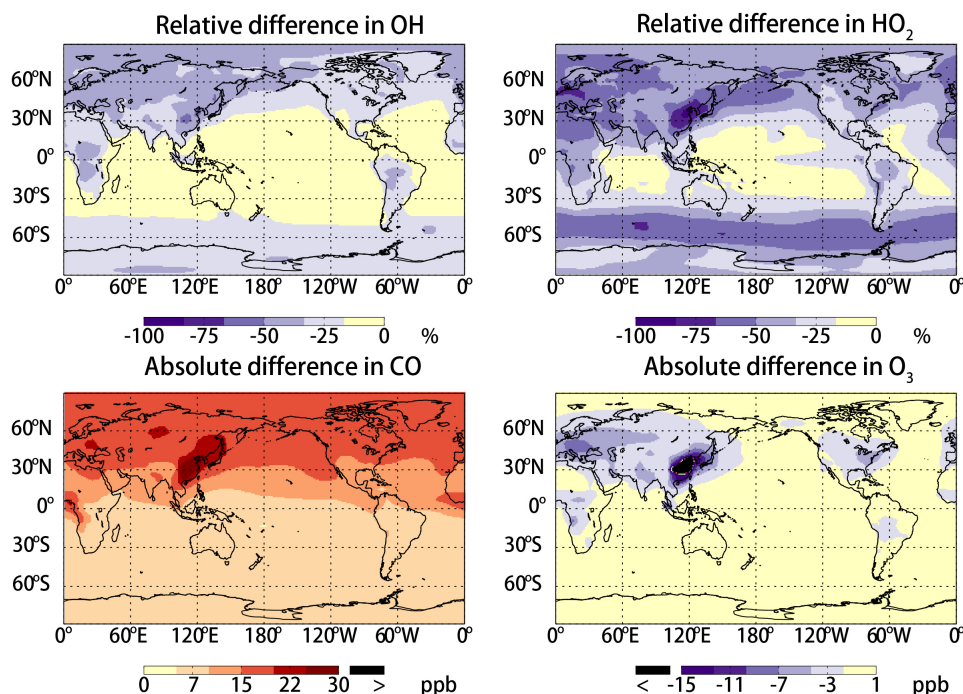 Relative difference in OH
60°N
30°N
0°
30°S
60°S
0° 60°E 120°E 180° 120°W 60°W 0°
-100 -75 -50 -25 0 %
Relative difference in HO₂
60°N
30°N
0°
30°S
60°S
0° 60°E 120°E 180° 120°W 60°W 0°
-100 -75 -50 -25 0 %
Absolute difference in CO
60°N
30°N
0°
30°S
60°S
0° 60°E 120°E 180° 120°W 60°W 0°
0 7 15 22 30 > ppb
Absolute difference in O₃
60°N
30°N
0°
30°S
60°S
0° 60°E 120°E 180° 120°W 60°W 0°
< -15 -11 -7 -3 1 ppb